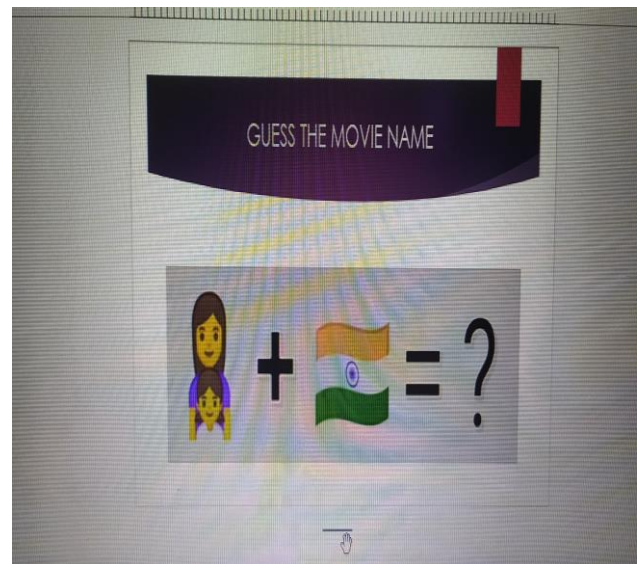 GUESS THE MOVIE NAME
+ = ?